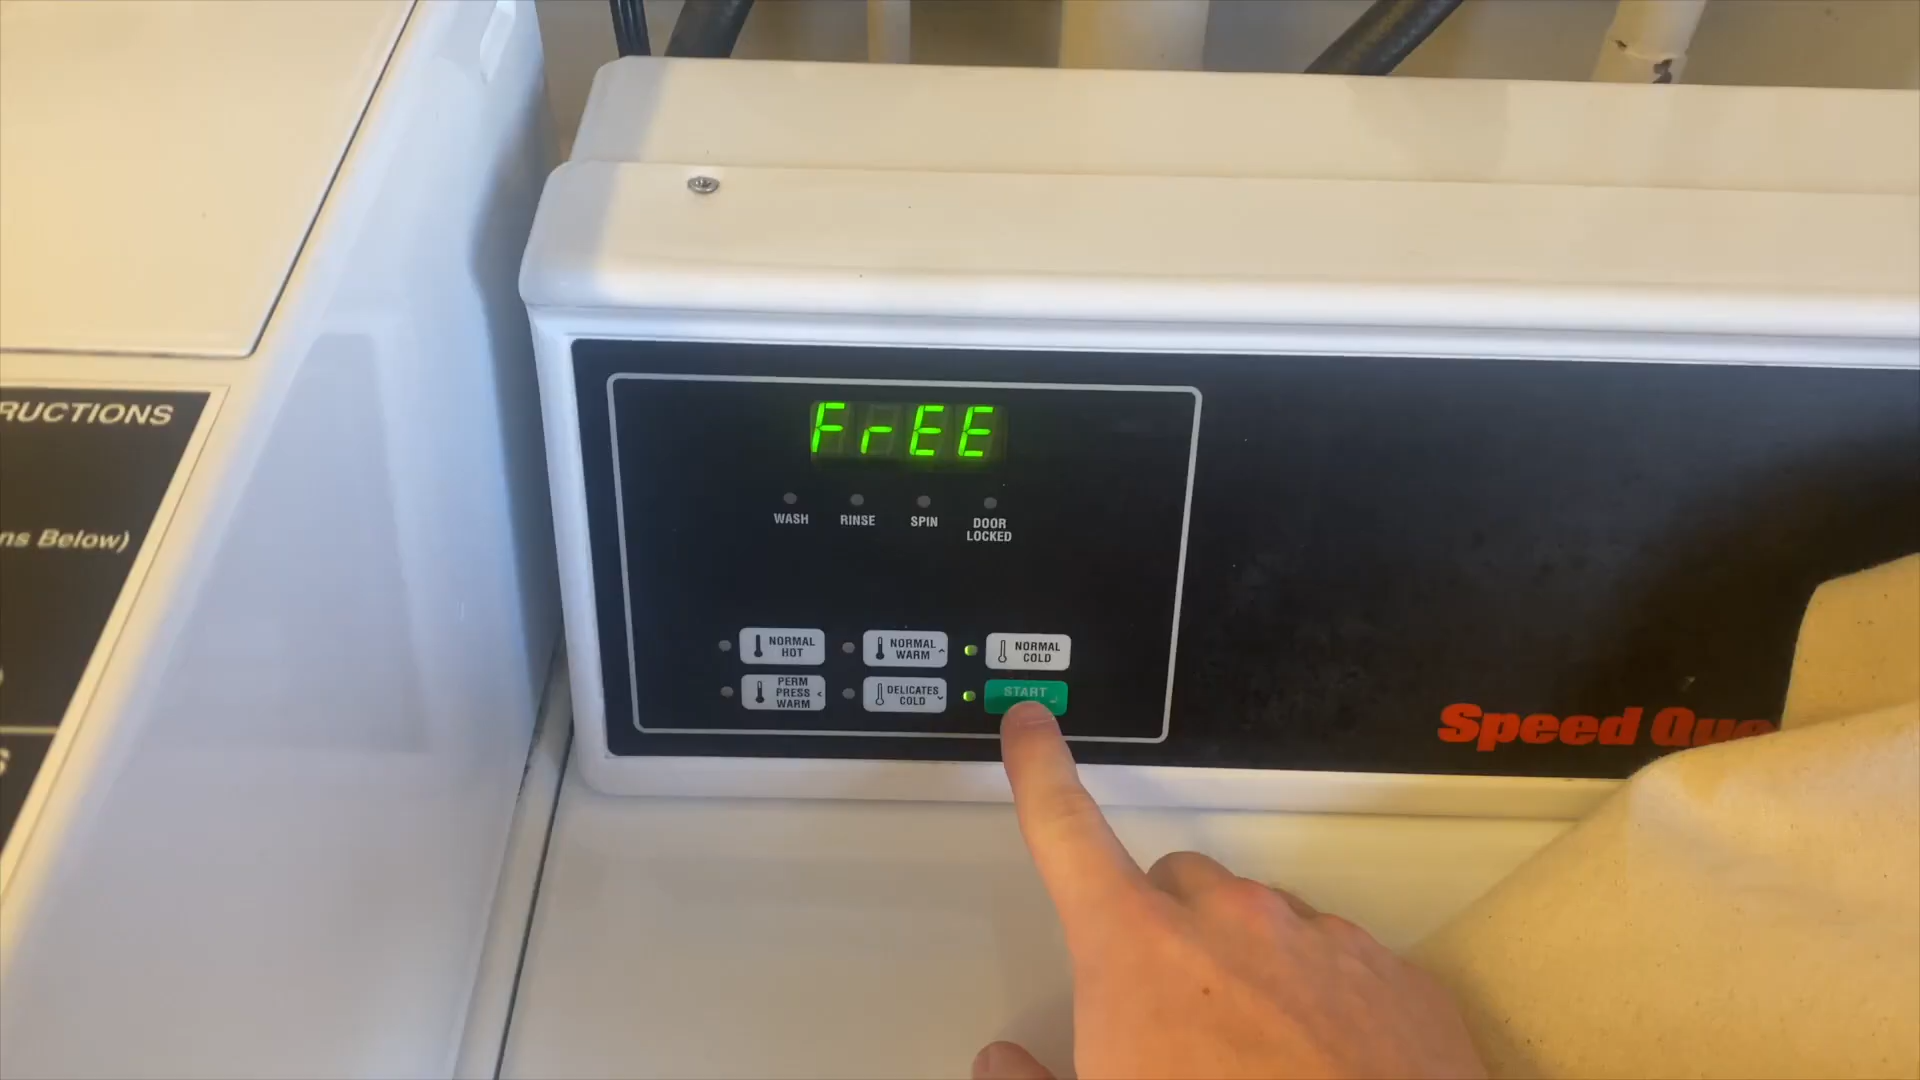 RUCTIONS
ns Below)
FrEE
WASH
RINSE
SPIN
DOOR
LOCKED
NORMAL
HOT
NORMAL
WARM
NORMAL
COLD
PERM
PRESS
WARM
DELICATES
COLD
START
Speed Que